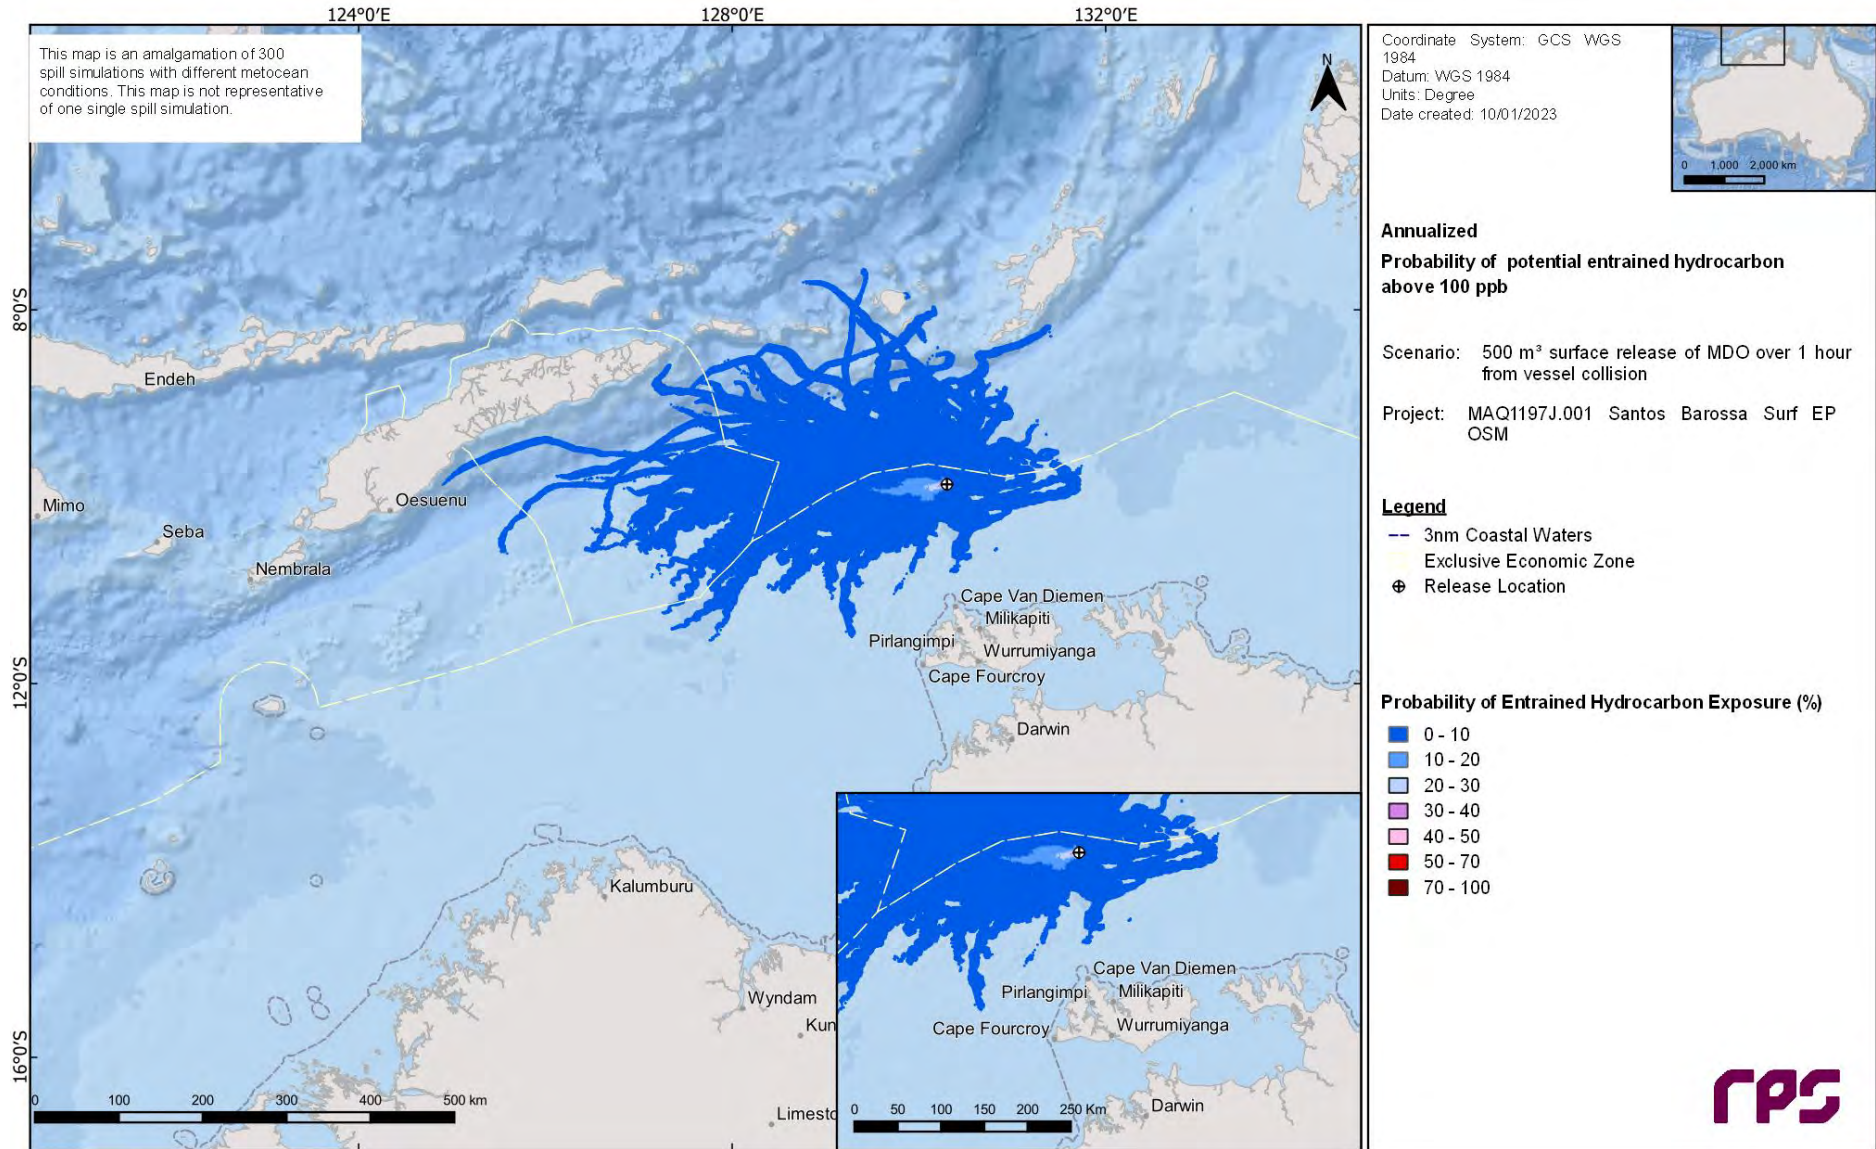 124°0'E
128°0'E
132°0'E
This map is an amalgamation of 300
spill simulations with different metocean
conditions. This map is not representative
of one single spill simulation.
N
8°0'S
12°0'S
16°0'S
Endeh
Mimo
Seba
Oesuenu
Nembrala
Cape Van Diemen
Milikapiti
Pirlangimpi
Wurrumiyanga
Cape Fourcroy
Darwin
Kalumburu
Wyndam
Kun
Limesto
0 100 200 300 400 500 km
Cape Van Diemen
Pirlangimpi
Milikapiti
Cape Fourcroy
Wurrumiyanga
Darwin
0 50 100 150 200 250 Km
Coordinate System: GCS WGS
1984
Datum: WGS 1984
Units: Degree
Date created: 10/01/2023
0 1,000 2,000 km
Annualized
Probability of potential entrained hydrocarbon
above 100 ppb
Scenario: 500 m³ surface release of MDO over 1 hour
from vessel collision
Project: MAQ1197J.001 Santos Barossa Surf EP
OSM
Legend
3nm Coastal Waters
Exclusive Economic Zone
Release Location
Probability of Entrained Hydrocarbon Exposure (%)
0 - 10
10 - 20
20 - 30
30 - 40
40 - 50
50 - 70
70 - 100
rps